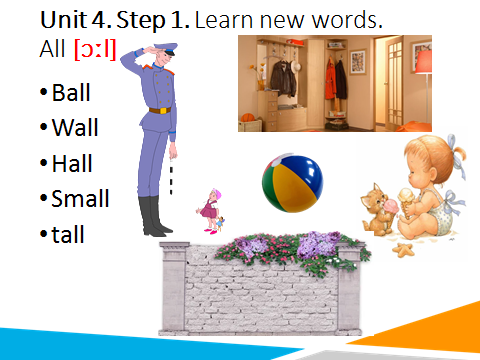 Unit 4. Step 1. Learn new words.
All [ɔːl]
• Ball
• Wall
• Hall
• Small
• tall